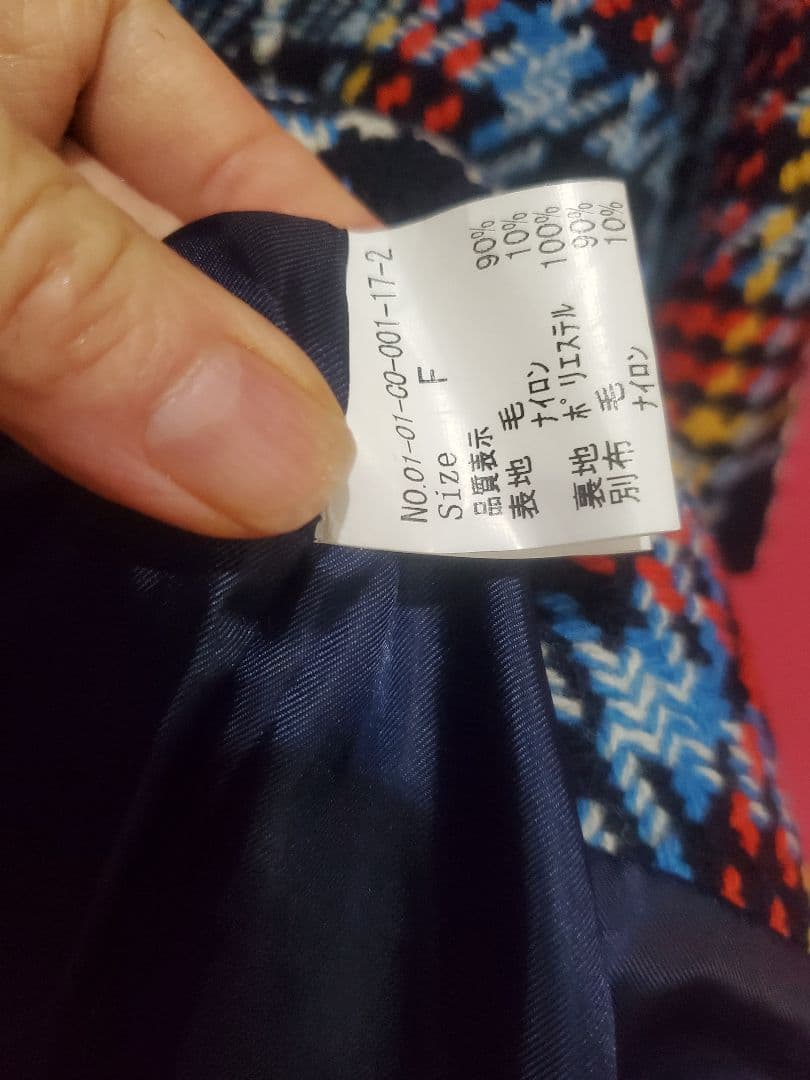 NO.01-01-CO-001-17-2
Size F
品質表示
表地 毛 90%
ナイロン 10%
裏地 ポリエステル 100%
別布 毛 90%
ナイロン 10%